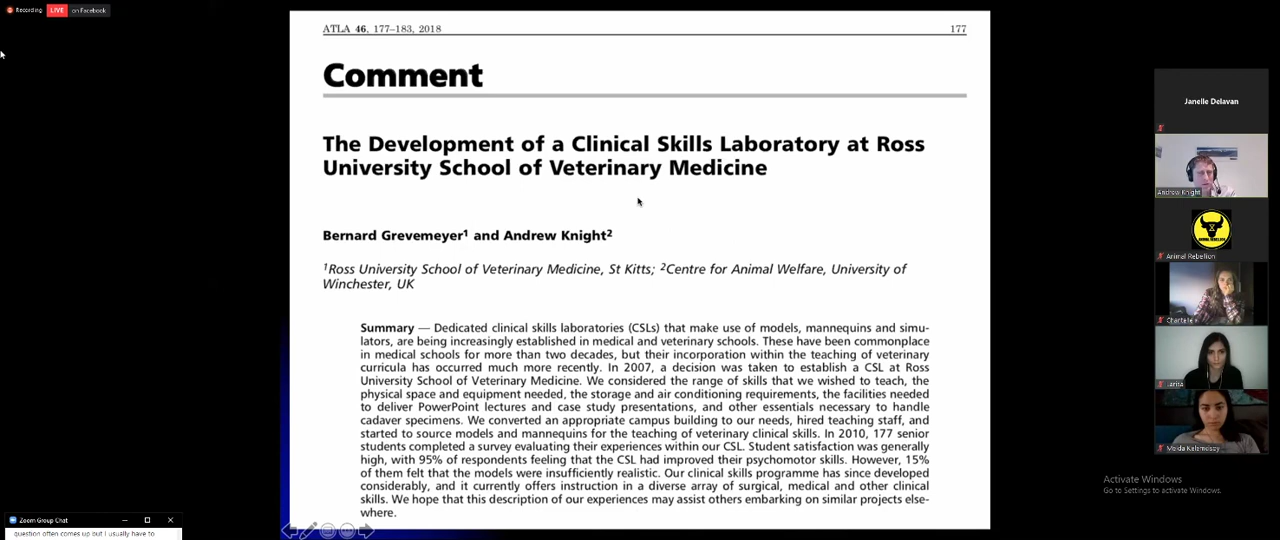 Recording
LIVE
on Facebook
ATLA 46, 177–183, 2018
177
Comment
The Development of a Clinical Skills Laboratory at Ross
University School of Veterinary Medicine
Bernard Grevemeyer¹ and Andrew Knight²
¹Ross University School of Veterinary Medicine, St Kitts; ²Centre for Animal Welfare, University of
Winchester, UK
Summary — Dedicated clinical skills laboratories (CSLs) that make use of models, mannequins and simu-
lators, are being increasingly established in medical and veterinary schools. These have been commonplace
in medical schools for more than two decades, but their incorporation within the teaching of veterinary
curricula has occurred much more recently. In 2007, a decision was taken to establish a CSL at Ross
University School of Veterinary Medicine. We considered the range of skills that we wished to teach, the
physical space and equipment needed, the storage and air conditioning requirements, the facilities needed
to deliver PowerPoint lectures and case study presentations, and other essentials necessary to handle
cadaver specimens. We converted an appropriate campus building to our needs, hired teaching staff, and
started to source models and mannequins for the teaching of veterinary clinical skills. In 2010, 177 senior
students completed a survey evaluating their experiences within our CSL. Student satisfaction was generally
high, with 95% of respondents feeling that the CSL had improved their psychomotor skills. However, 15%
of them felt that the models were insufficiently realistic. Our clinical skills programme has since developed
considerably, and it currently offers instruction in a diverse array of surgical, medical and other clinical
skills. We hope that this description of our experiences may assist others embarking on similar projects else-
where.
Janelle Delavan
Andrew Knight
Animal Rebellion
Larita
Activate Windows
Go to Settings to activate Windows.
Zoom Group Chat
question often comes up but I usually have to